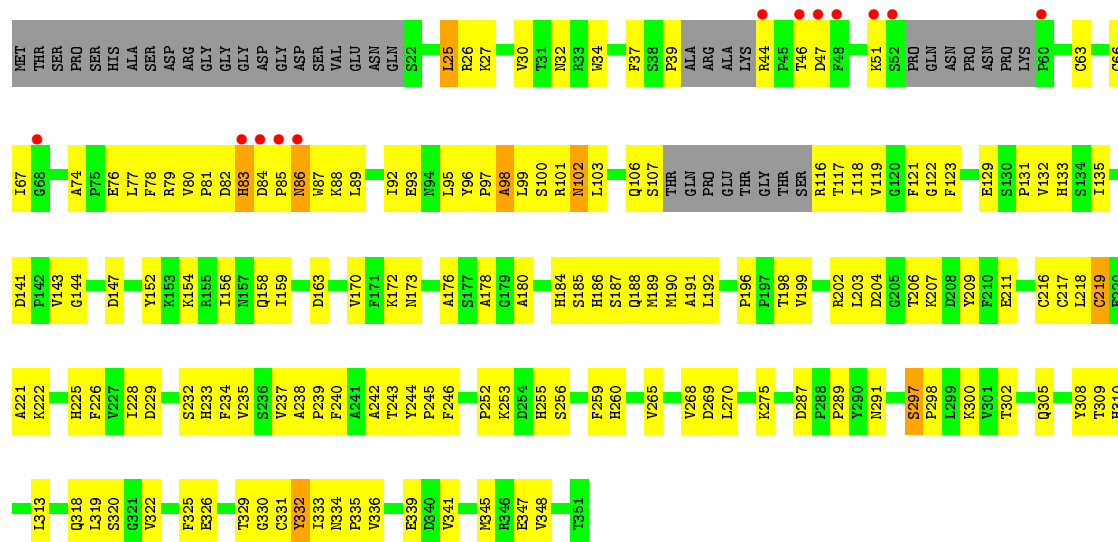 MET THR SER PRO SER HIS ALA SER ASP ARG GLY GLY GLY ASP GLY ASP SER VAL GLU ASN GLN S22 L25 R26 K27 V30 T31 N32 R33 W34 F37 S38 P39 ALA ARG ALA LYS R44 P45 T46 D47 F48 K51 S52 PRO GLN ASN PRO ASN PRO LYS P60 C63 C66
I67 G68 A74 P75 E76 L77 F78 R79 V80 P81 D82 H83 D84 P85 N86 W87 K88 L89 I92 E93 N94 L95 Y96 P97 A98 L99 S100 R101 N102 L103 Q106 S107 THR GLN PRO GLU THR GLY THR SER R116 T117 I118 V119 G120 F121 G122 F123 E129 S130 P131 V132 H133 S134 I135
D141 P142 V143 G144 D147 Y152 K153 K154 R155 I156 N157 Q158 I159 D163 V170 F171 K172 N173 A176 S177 A178 G179 A180 H184 S185 H186 S187 Q188 M189 M190 A191 L192 P196 P197 T198 V199 R202 L203 D204 G205 T206 K207 D208 Y209 F210 E211 C216 C217 L218 C219 E220
A221 K222 H225 F226 V227 I228 D229 S232 H233 F234 V235 S236 V237 A238 P239 F240 A241 A242 T243 Y244 P245 F246 P252 K253 D254 H255 S256 F259 H260 V265 V268 D269 L270 K275 D287 P288 P289 Y290 N291 S297 P298 L299 K300 V301 T302 Q305 Y308 T309 H310
L313 Q318 L319 S320 G321 V322 F325 E326 T329 G330 C331 Y332 I333 N334 P335 V336 E339 D340 V341 M345 R346 E347 V348 T351